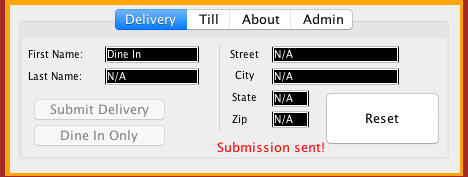 Delivery Till About Admin
First Name: Dine In
Last Name: N/A
Submit Delivery
Dine In Only
Street N/A
City N/A
State N/A
Zip N/A
Reset
Submission sent!